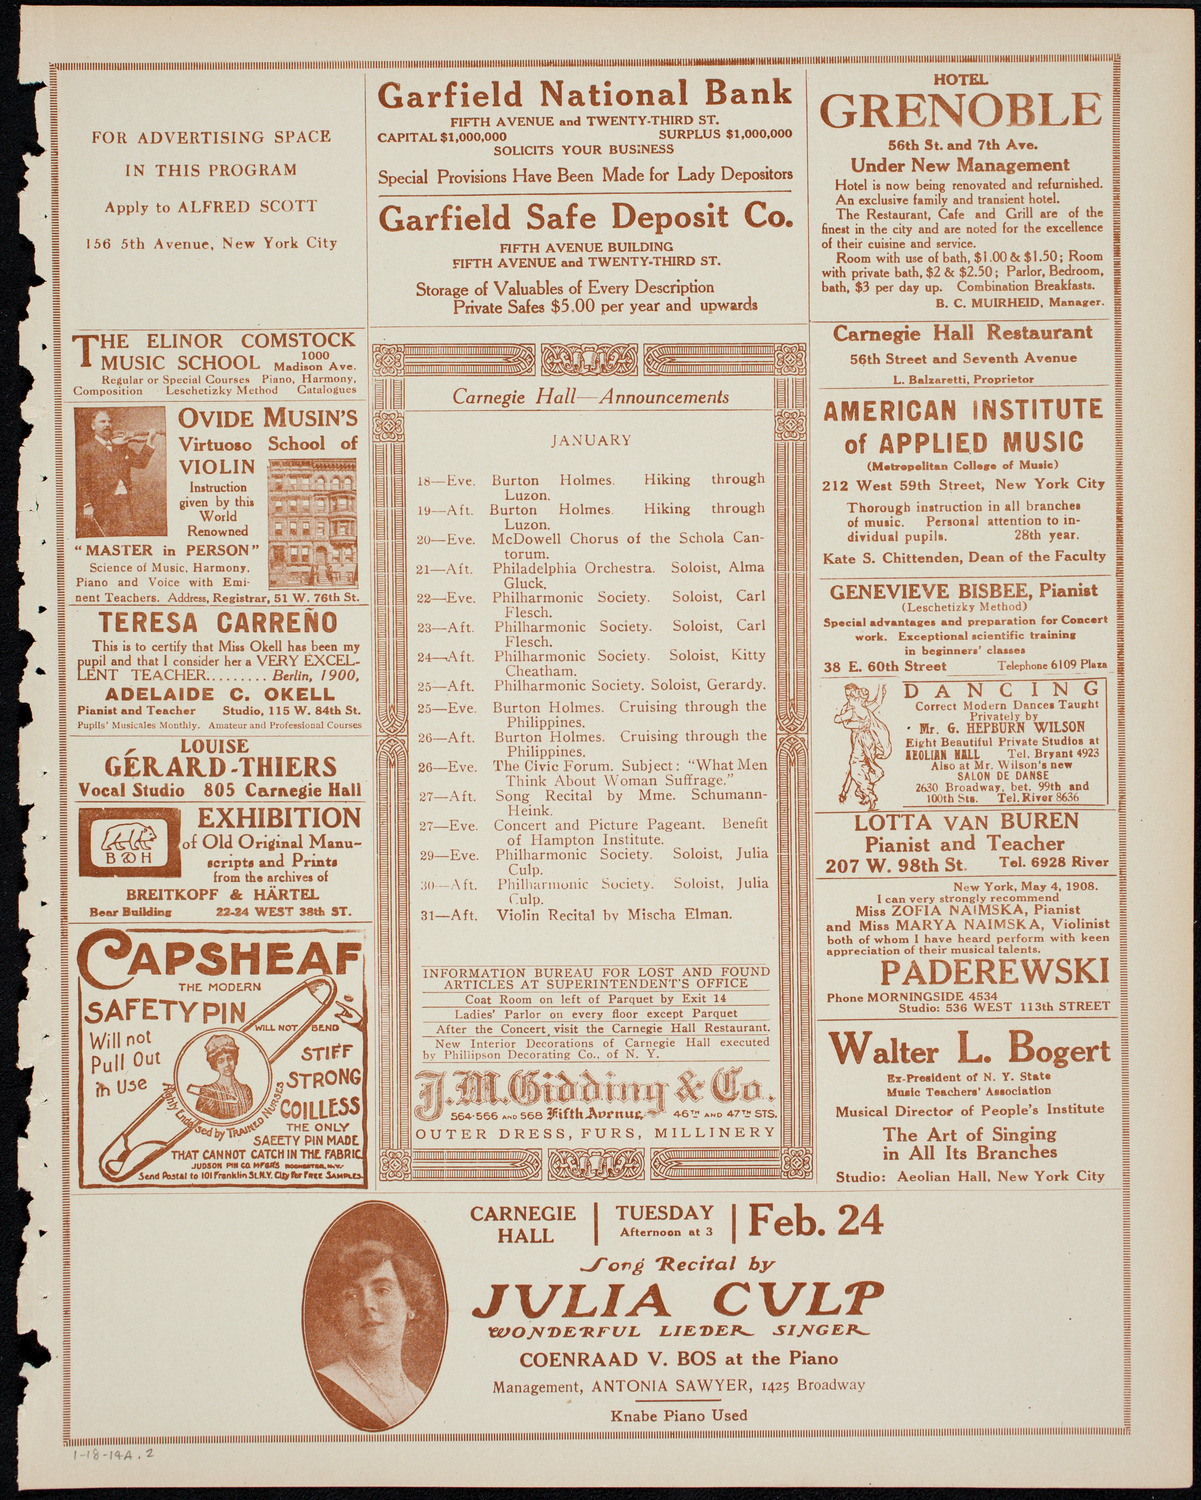 FOR ADVERTISING SPACE
IN THIS PROGRAM
Apply to ALFRED SCOTT
156 5th Avenue, New York City
THE ELINOR COMSTOCK
MUSIC SCHOOL 1000 Madison Ave.
Regular or Special Courses Piano, Harmony,
Composition Leschetizky Method Catalogues
OVIDE MUSIN'S
Virtuoso School of
VIOLIN
Instruction
given by this
World
Renowned
"MASTER in PERSON"
Science of Music, Harmony,
Piano and Voice with Emi-
nent Teachers. Address, Registrar, 51 W. 76th St.
TERESA CARREÑO
This is to certify that Miss Okell has been my
pupil and that I consider her a VERY EXCEL-
LENT TEACHER......... Berlin, 1900,
ADELAIDE C. OKELL
Pianist and Teacher Studio, 115 W. 84th St.
Pupils' Musicales Monthly. Amateur and Professional Courses
LOUISE
GÉRARD-THIERS
Vocal Studio 805 Carnegie Hall
B & H
EXHIBITION
of Old Original Manu-
scripts and Prints
from the archives of
BREITKOPF & HÄRTEL
Bear Building 22-24 WEST 38th ST.
CAPSHEAF
THE MODERN
SAFETY PIN
WILL NOT BEND
Will not
Pull Out
in Use
Highly Endorsed by TRAINED NURSES
STIFF
STRONG
COILLESS
THE ONLY
SAFETY PIN MADE
THAT CANNOT CATCH IN THE FABRIC.
JUDSON PIN CO. MFGRS ROCHESTER, N.Y.
Send Postal to 101 Franklin St. N.Y. City For FREE SAMPLES.
Garfield National Bank
FIFTH AVENUE and TWENTY-THIRD ST.
CAPITAL $1,000,000 SURPLUS $1,000,000
SOLICITS YOUR BUSINESS
Special Provisions Have Been Made for Lady Depositors
Garfield Safe Deposit Co.
FIFTH AVENUE BUILDING
FIFTH AVENUE and TWENTY-THIRD ST.
Storage of Valuables of Every Description
Private Safes $5.00 per year and upwards
Carnegie Hall—Announcements
JANUARY
18—Eve. Burton Holmes. Hiking through
Luzon.
19—Aft. Burton Holmes. Hiking through
Luzon.
20—Eve. McDowell Chorus of the Schola Can-
torum.
21—Aft. Philadelphia Orchestra. Soloist, Alma
Gluck.
22—Eve. Philharmonic Society. Soloist, Carl
Flesch.
23—Aft. Philharmonic Society. Soloist, Carl
Flesch.
24—Aft. Philharmonic Society. Soloist, Kitty
Cheatham.
25—Aft. Philharmonic Society. Soloist, Gerardy.
25—Eve. Burton Holmes. Cruising through the
Philippines.
26—Aft. Burton Holmes. Cruising through the
Philippines.
26—Eve. The Civic Forum. Subject: "What Men
Think About Woman Suffrage."
27—Aft. Song Recital by Mme. Schumann-
Heink.
27—Eve. Concert and Picture Pageant. Benefit
of Hampton Institute.
29—Eve. Philharmonic Society. Soloist, Julia
Culp.
30—Aft. Philharmonic Society. Soloist, Julia
Culp.
31—Aft. Violin Recital by Mischa Elman.
INFORMATION BUREAU FOR LOST AND FOUND
ARTICLES AT SUPERINTENDENT'S OFFICE
Coat Room on left of Parquet by Exit 14
Ladies' Parlor on every floor except Parquet
After the Concert visit the Carnegie Hall Restaurant.
New Interior Decorations of Carnegie Hall executed
by Phillipson Decorating Co., of N. Y.
J. M. Gidding & Co.
564-566 AND 568 Fifth Avenue, 46TH AND 47TH STS.
OUTER DRESS, FURS, MILLINERY
HOTEL
GRENOBLE
56th St. and 7th Ave.
Under New Management
Hotel is now being renovated and refurnished.
An exclusive family and transient hotel.
The Restaurant, Cafe and Grill are of the
finest in the city and are noted for the excellence
of their cuisine and service.
Room with use of bath, $1.00 & $1.50; Room
with private bath, $2 & $2.50; Parlor, Bedroom,
bath, $3 per day up. Combination Breakfasts.
B. C. MUIRHEID, Manager.
Carnegie Hall Restaurant
56th Street and Seventh Avenue
L. Balzaretti, Proprietor
AMERICAN INSTITUTE
of APPLIED MUSIC
(Metropolitan College of Music)
212 West 59th Street, New York City
Thorough instruction in all branches
of music. Personal attention to in-
dividual pupils. 28th year.
Kate S. Chittenden, Dean of the Faculty
GENEVIEVE BISBEE, Pianist
(Leschetizky Method)
Special advantages and preparation for Concert
work. Exceptional scientific training
in beginners' classes
38 E. 60th Street Telephone 6109 Plaza
DANCING
Correct Modern Dances Taught
Privately by
Mr. G. HEPBURN WILSON
Eight Beautiful Private Studios at
AEOLIAN HALL Tel. Bryant 4923
Also at Mr. Wilson's new
SALON DE DANSE
2630 Broadway, bet. 99th and
100th Sts. Tel. River 8636
LOTTA VAN BUREN
Pianist and Teacher
207 W. 98th St. Tel. 6928 River
New York, May 4, 1908.
I can very strongly recommend
Miss ZOFIA NAIMSKA, Pianist
and Miss MARYA NAIMSKA, Violinist
both of whom I have heard perform with keen
appreciation of their musical talents.
PADEREWSKI
Phone MORNINGSIDE 4534
Studio: 536 WEST 113th STREET
Walter L. Bogert
Ex-President of N. Y. State
Music Teachers' Association
Musical Director of People's Institute
The Art of Singing
in All Its Branches
Studio: Aeolian Hall, New York City
CARNEGIE HALL | TUESDAY Afternoon at 3 | Feb. 24
Song Recital by
JULIA CULP
WONDERFUL LIEDER SINGER
COENRAAD V. BOS at the Piano
Management, ANTONIA SAWYER, 1425 Broadway
Knabe Piano Used
1-18-14A.2